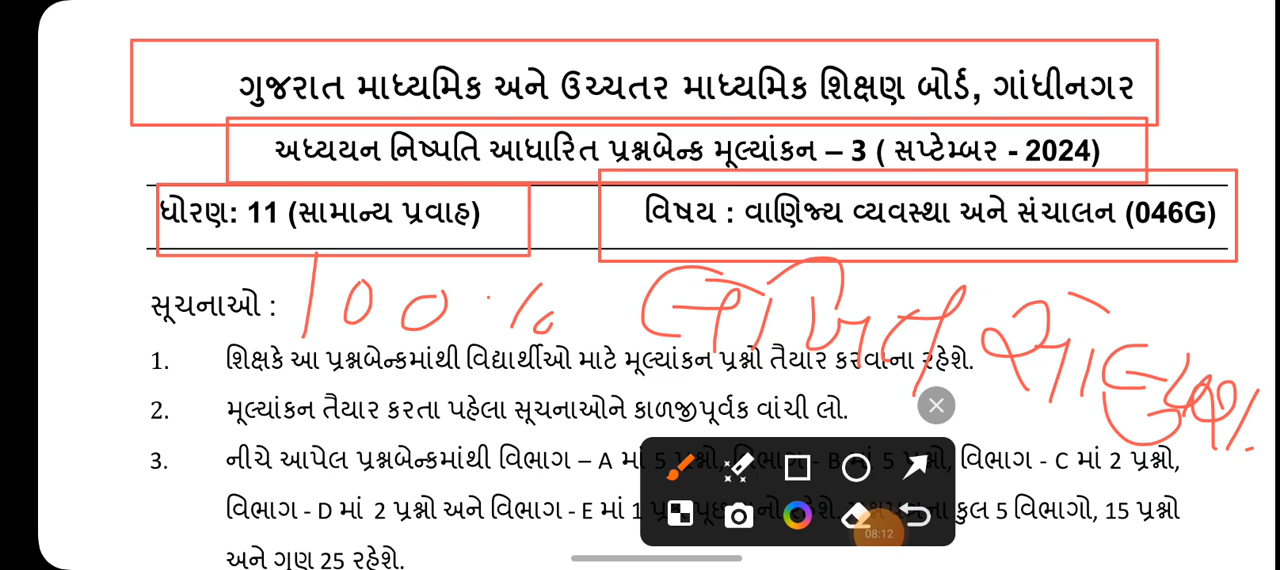 ગુજરાત માધ્યમિક અને ઉચ્ચતર માધ્યમિક શિક્ષણ બોર્ડ, ગાંધીનગર
અધ્યયન નિષ્પતિ આધારિત પ્રશ્નબેન્ક મૂલ્યાંકન – 3 ( સપ્ટેમ્બર - 2024)
ધોરણ: 11 (સામાન્ય પ્રવાહ) વિષય : વાણિજ્ય વ્યવસ્થા અને સંચાલન (046G)
100 %
સૂચનાઓ :
1. શિક્ષકે આ પ્રશ્નબેન્કમાંથી વિદ્યાર્થીઓ માટે મૂલ્યાંકન પ્રશ્નો તૈયાર કરવાના રહેશે.
2. મૂલ્યાંકન તૈયાર કરતા પહેલા સૂચનાઓને કાળજીપૂર્વક વાંચી લો.
3. નીચે આપેલ પ્રશ્નબેન્કમાંથી વિભાગ – A માં 5 પ્રશ્નો, વિભાગ - B માં 5 પ્રશ્નો, વિભાગ - C માં 2 પ્રશ્નો,
વિભાગ - D માં 2 પ્રશ્નો અને વિભાગ - E માં 1 કુલ 5 વિભાગો, 15 પ્રશ્નો
અને ગુણ 25 રહેશે.
08:12